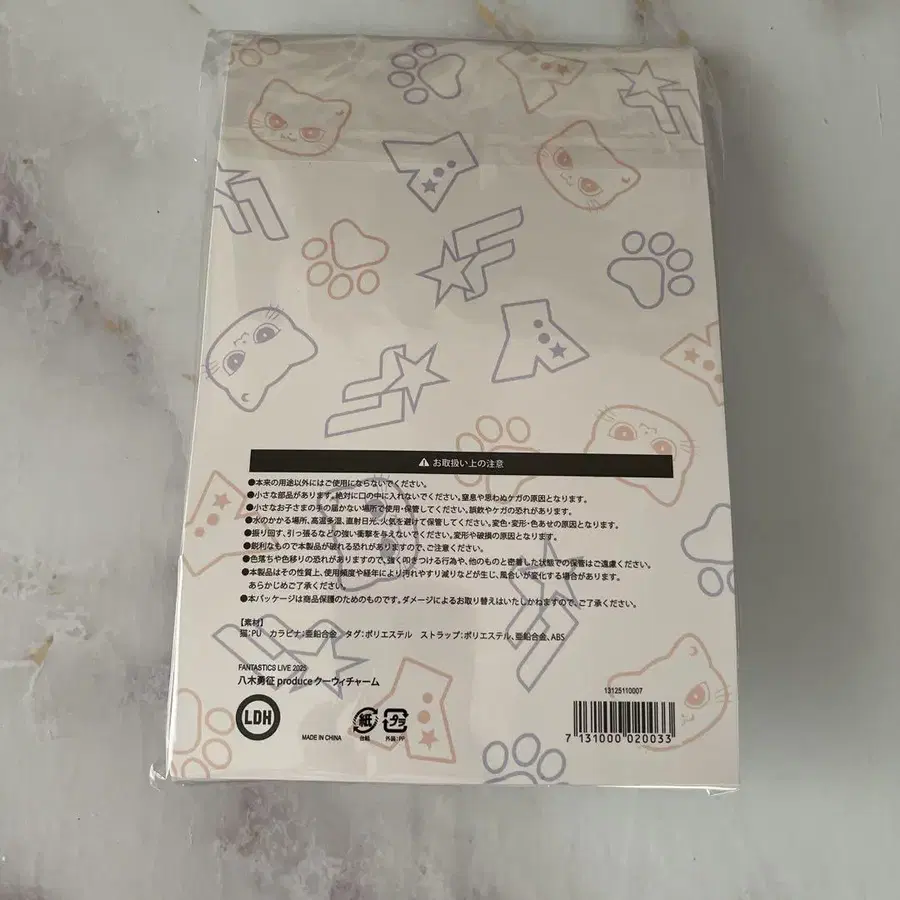 ⚠ お取扱い上の注意
●本来の用途以外にはご使用にならないでください。
●小さな部品があります。絶対に口の中に入れないでください。窒息や思わぬケガの原因となります。
●小さなお子さまの手の届かない場所で使用・保管してください。誤飲やケガの恐れがあります。
●水のかかる場所、高温多湿、直射日光、火気を避けて保管してください。変色・変形・色あせの原因となります。
●振り回す、引っ張るなどの強い衝撃を与えないでください。変形や破損の原因となります。
●鋭利なもので本製品が破れる恐れがありますので、ご注意ください。
●色落ちや色移りの恐れがありますので、強く叩きつける行為や、他のものと密着した状態での保管はご遠慮ください。
●本製品はその性質上、使用頻度や経年により汚れやすり減りなどが生じ、風合いが変化する場合があります。
あらかじめご了承ください。
●本パッケージは商品保護のためのものです。ダメージによるお取り替えはいたしかねますので、ご了承ください。
【素材】
猫:PU カラビナ:亜鉛合金 タグ:ポリエステル ストラップ:ポリエステル、亜鉛合金、ABS
FANTASTICS LIVE 2025
八木勇征 produce クーウィチャーム
LDH
MADE IN CHINA
紙
台紙
プラ
外装:PP
13125110007
7 131000 020033